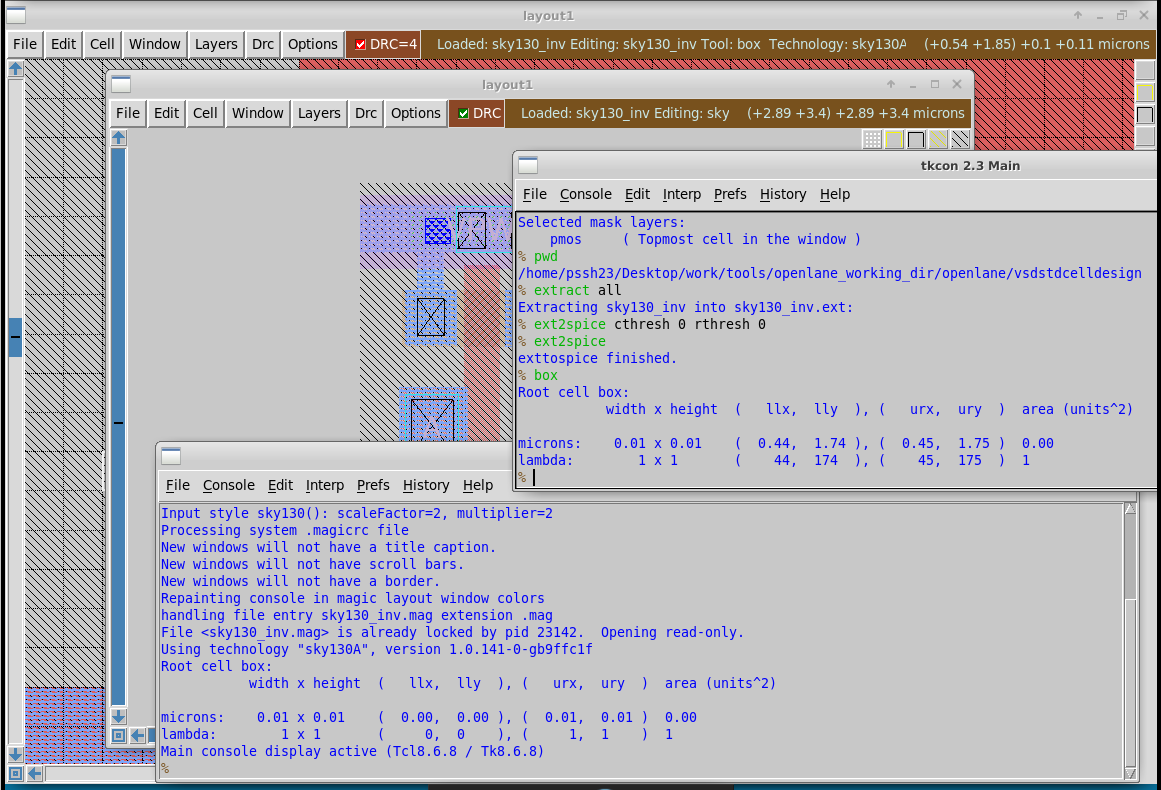 layout1
File Edit Cell Window Layers Drc Options DRC=4 Loaded: sky130_inv Editing: sky130_inv Tool: box Technology: sky130A (+0.54 +1.85) +0.1 +0.11 microns
layout1
File Edit Cell Window Layers Drc Options DRC Loaded: sky130_inv Editing: sky (+2.89 +3.4) +2.89 +3.4 microns
tkcon 2.3 Main
File Console Edit Interp Prefs History Help
Selected mask layers:
pmos ( Topmost cell in the window )
% pwd
/home/pssh23/Desktop/work/tools/openlane_working_dir/openlane/vsdstdcelldesign
% extract all
Extracting sky130_inv into sky130_inv.ext:
% ext2spice cthresh 0 rthresh 0
% ext2spice
exttospice finished.
% box
Root cell box:
width x height ( llx, lly ), ( urx, ury ) area (units^2)
microns: 0.01 x 0.01 ( 0.44, 1.74 ), ( 0.45, 1.75 ) 0.00
lambda: 1 x 1 ( 44, 174 ), ( 45, 175 ) 1
%
File Console Edit Interp Prefs History Help
Input style sky130(): scaleFactor=2, multiplier=2
Processing system .magicrc file
New windows will not have a title caption.
New windows will not have scroll bars.
New windows will not have a border.
Repainting console in magic layout window colors
handling file entry sky130_inv.mag extension .mag
File <sky130_inv.mag> is already locked by pid 23142.  Opening read-only.
Using technology "sky130A", version 1.0.141-0-gb9ffc1f
Root cell box:
width x height ( llx, lly ), ( urx, ury ) area (units^2)
microns: 0.01 x 0.01 ( 0.00, 0.00 ), ( 0.01, 0.01 ) 0.00
lambda: 1 x 1 ( 0, 0 ), ( 1, 1 ) 1
Main console display active (Tcl8.6.8 / Tk8.6.8)
%